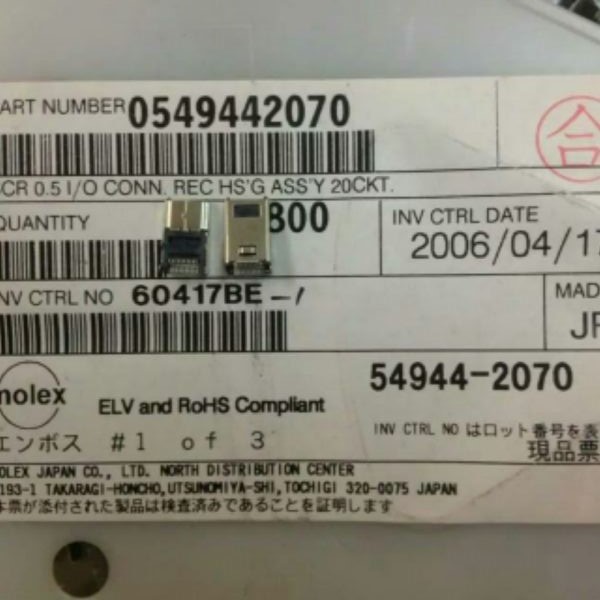 ART NUMBER 0549442070
合
CR 0.5 I/O CONN. REC HS'G ASS'Y 20CKT.
QUANTITY 800
INV CTRL DATE
2006/04/17
NV CTRL NO 60417BE-1
MAD
JP
molex
ELV and RoHS Compliant
54944-2070
エンボス #1 of 3
INV CTRL NO はロット番号を表
現品票
OLEX JAPAN CO., LTD. NORTH DISTRIBUTION CENTER
193-1 TAKARAGI-HONCHO,UTSUNOMIYA-SHI,TOCHIGI 320-0075 JAPAN
本票が添付された製品は検査済みであることを証明します